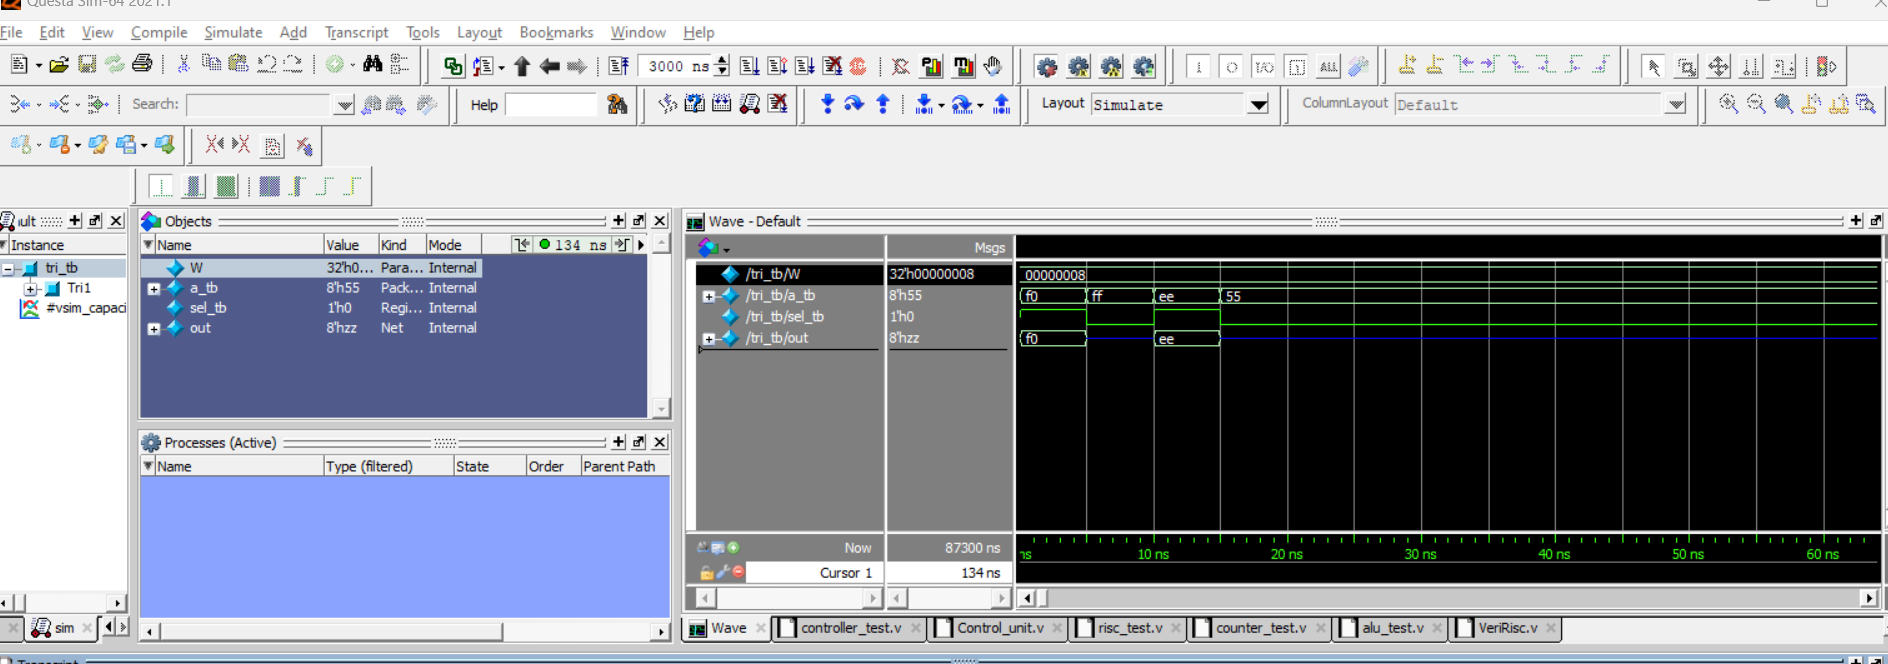 Questa Sim-64 2021.1
File Edit View Compile Simulate Add Transcript Tools Layout Bookmarks Window Help
3000 ns
Search: Help Layout Simulate ColumnLayout Default
ult Objects Wave - Default
Instance Name Value Kind Mode 134 ns Msgs
tri_tb W 32'h0... Para... Internal /tri_tb/W 32'h00000008 00000008
Tri1 a_tb 8'h55 Pack... Internal /tri_tb/a_tb 8'h55 f0 ff ee 55
#vsim_capaci sel_tb 1'h0 Regi... Internal /tri_tb/sel_tb 1'h0
out 8'hzz Net Internal /tri_tb/out 8'hzz f0 ee
Processes (Active)
Name Type (filtered) State Order Parent Path
Now 87300 ns ns 10 ns 20 ns 30 ns 40 ns 50 ns 60 ns
Cursor 1 134 ns
sim Wave controller_test.v Control_unit.v risc_test.v counter_test.v alu_test.v VeriRisc.v
Transcript